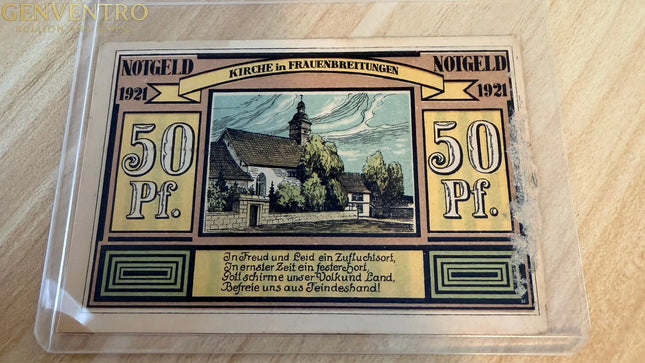 GENVENTRO
NOTGELD
KIRCHE in FRAUENBREITUNGEN
NOTGELD
1921
1921
50
Pf.
50
Pf.
In Freud und Leid ein Zufluchtsort,
In ernster Zeit ein fester Hort,
Gott schirme unser Volk und Land,
Befreie uns aus Feindeshand!